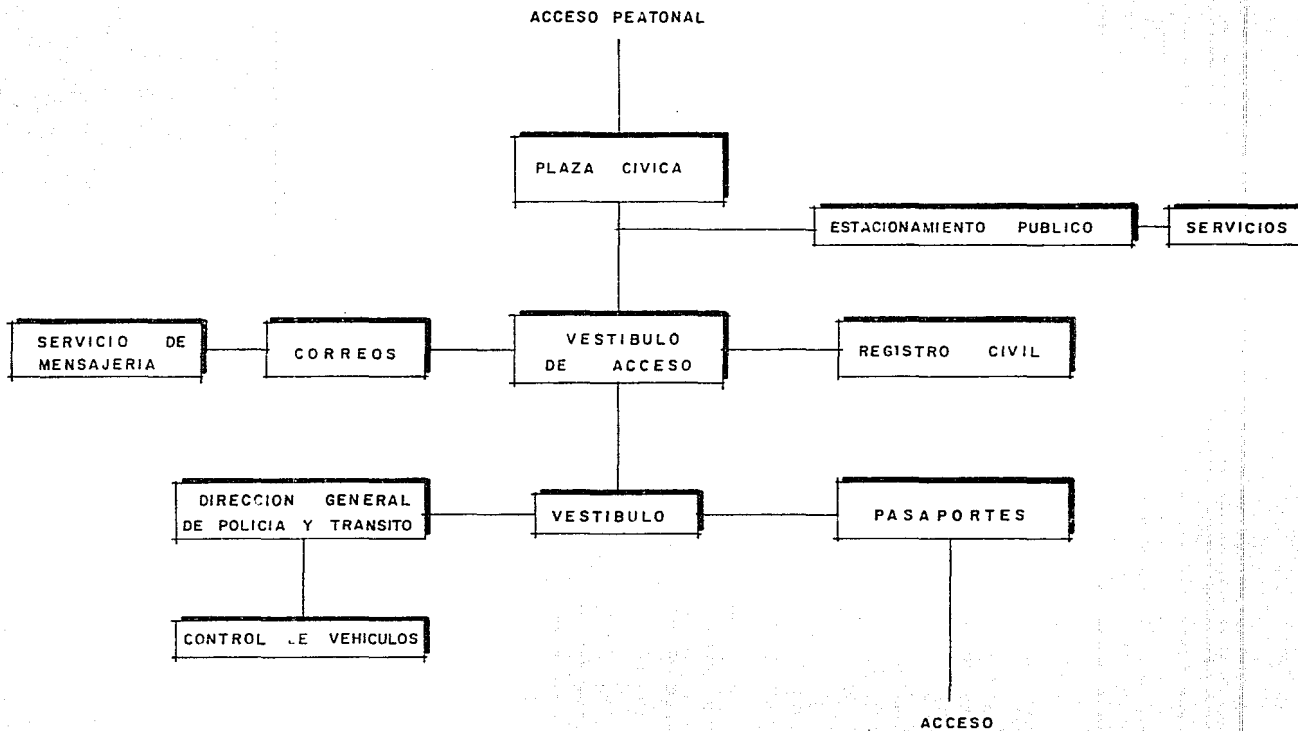 ACCESO PEATONAL
PLAZA CIVICA
ESTACIONAMIENTO PUBLICO
SERVICIOS
SERVICIO DE
MENSAJERIA
CORREOS
VESTIBULO
DE ACCESO
REGISTRO CIVIL
DIRECCION GENERAL
DE POLICIA Y TRANSITO
VESTIBULO
PASAPORTES
CONTROL DE VEHICULOS
ACCESO